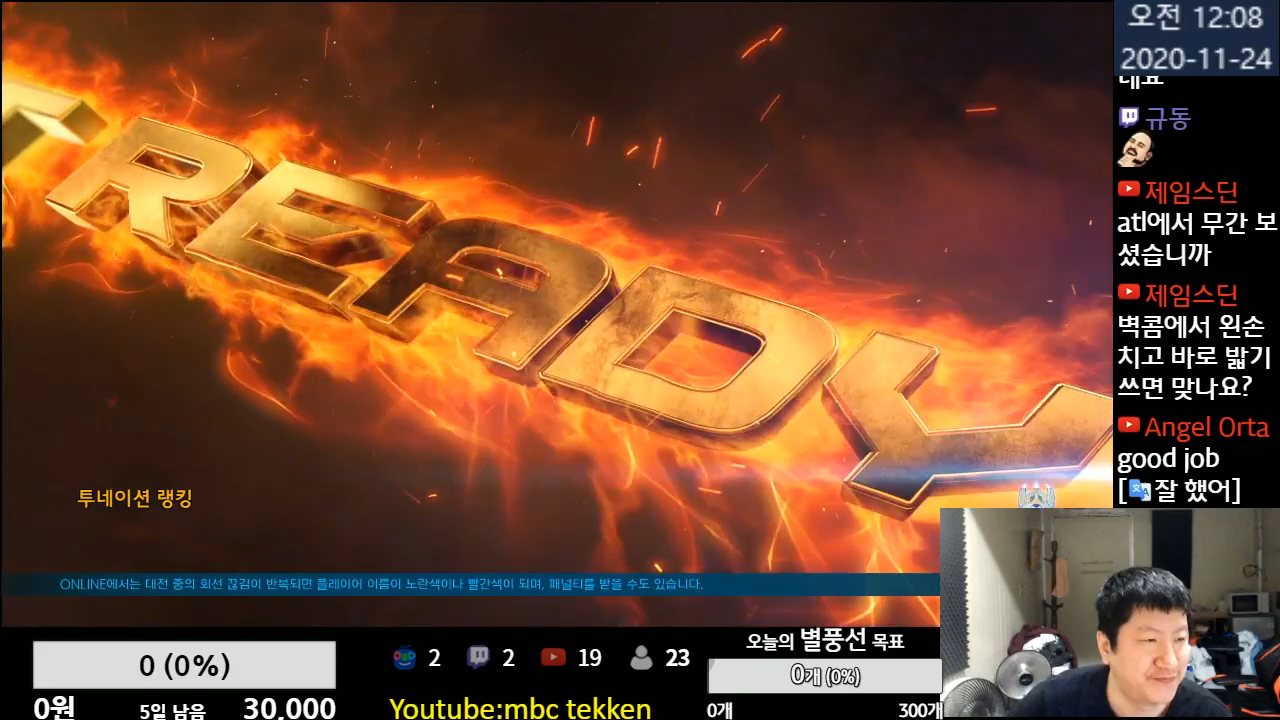 READY
오전 12:08
2020-11-24
대요
규동
제임스딘
atl에서 무간 보
셨습니까
제임스딘
벽콤에서 왼손
치고 바로 밟기
쓰면 맞나요?
Angel Orta
good job
[잘 했어]
투네이션 랭킹
ONLINE에서는 대전 중의 회선 끊김이 반복되면 플레이어 이름이 노란색이나 빨간색이 되며, 패널티를 받을 수도 있습니다.
0 (0%)
0원 5일 남음 30,000
2 2 19 23
Youtube:mbc tekken
오늘의 별풍선 목표
0개 (0%)
0개 300개